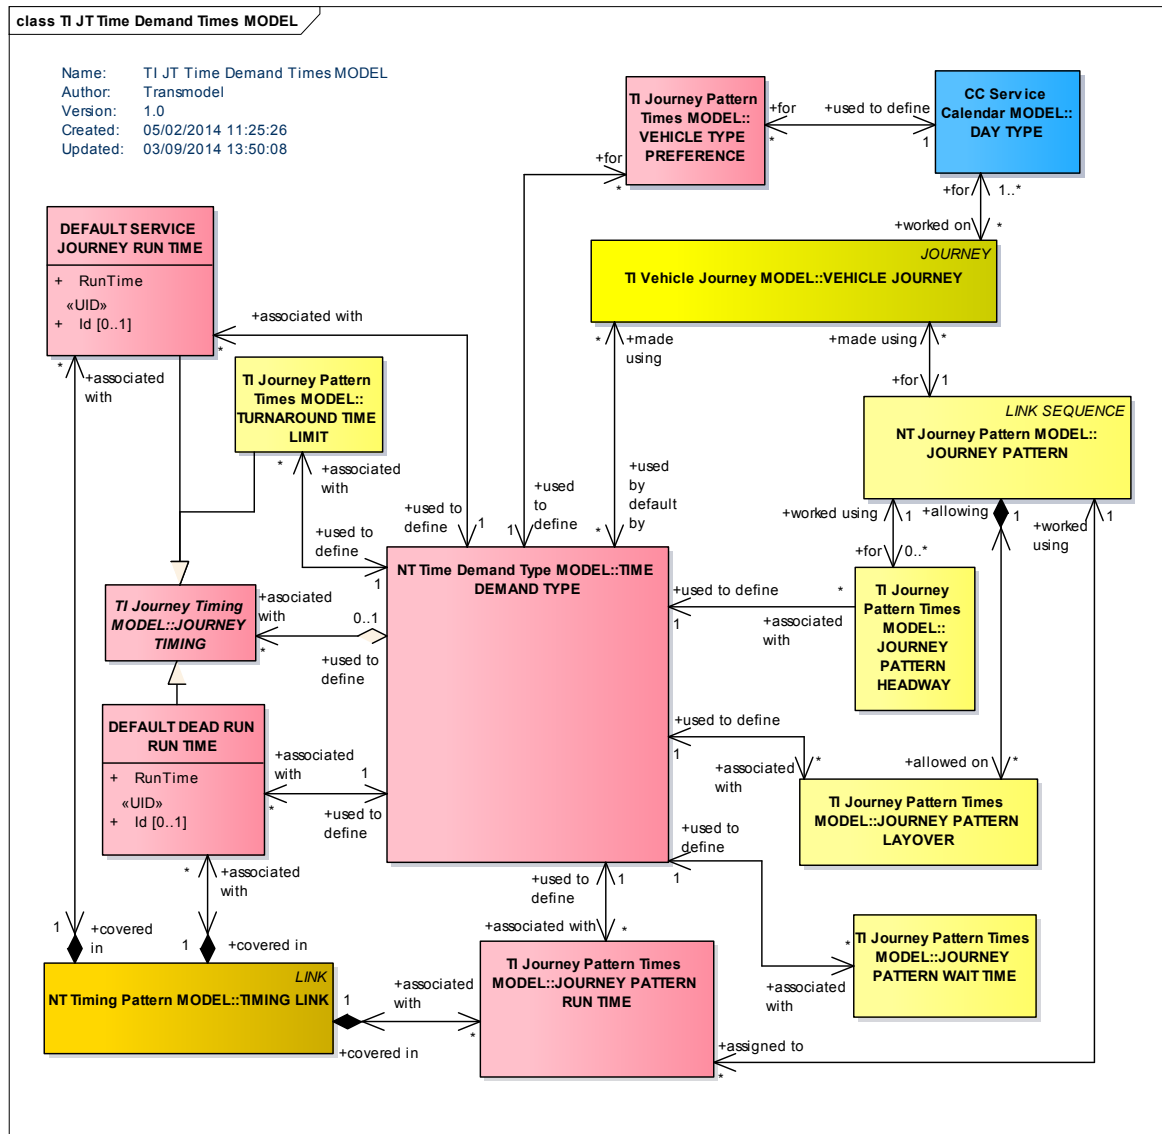 class TI JT Time Demand Times MODEL
Name: TI JT Time Demand Times MODEL
Author: Transmodel
Version: 1.0
Created: 05/02/2014 11:25:26
Updated: 03/09/2014 13:50:08
TI Journey Pattern
Times MODEL::
VEHICLE TYPE
PREFERENCE
+for
*
+used to define
1
CC Service
Calendar MODEL::
DAY TYPE
+for
*
+for
1..*
+worked on
*
DEFAULT SERVICE
JOURNEY RUN TIME
+ RunTime
«UID»
+ Id [0..1]
JOURNEY
TI Vehicle Journey MODEL::VEHICLE JOURNEY
+associated with
*
*
+associated
with
*
+made
using
+made using
*
+for
1
TI Journey Pattern
Times MODEL::
TURNAROUND TIME
LIMIT
LINK SEQUENCE
NT Journey Pattern MODEL::
JOURNEY PATTERN
*
+associated
with
+used
by
default
by
*
+used to
define
1
+used
to
define
1
+used to
define
1
+worked using
1
+allowing
1
+worked
using
1
+for
0..*
NT Time Demand Type MODEL::TIME
DEMAND TYPE
TI Journey Timing
MODEL::JOURNEY
TIMING
+asociated
with
*
0..1
+used to
define
+used to define
1
*
+associated
with
TI Journey
Pattern Times
MODEL::
JOURNEY
PATTERN
HEADWAY
DEFAULT DEAD RUN
RUN TIME
+ RunTime
«UID»
+ Id [0..1]
+associated
with
*
1
+used to
define
+used to define
1
*
+associated
with
+allowed on
*
TI Journey Pattern Times
MODEL::JOURNEY PATTERN
LAYOVER
+used to
define
1
*
+associated
with
+used to
define
1
*
+associated
with
TI Journey Pattern Times
MODEL::JOURNEY
PATTERN WAIT TIME
+associated with
*
1
+covered
in
1
+covered in
LINK
NT Timing Pattern MODEL::TIMING LINK
1
+covered in
+associated
with
*
TI Journey Pattern Times
MODEL::JOURNEY PATTERN
RUN TIME
+assigned to
*